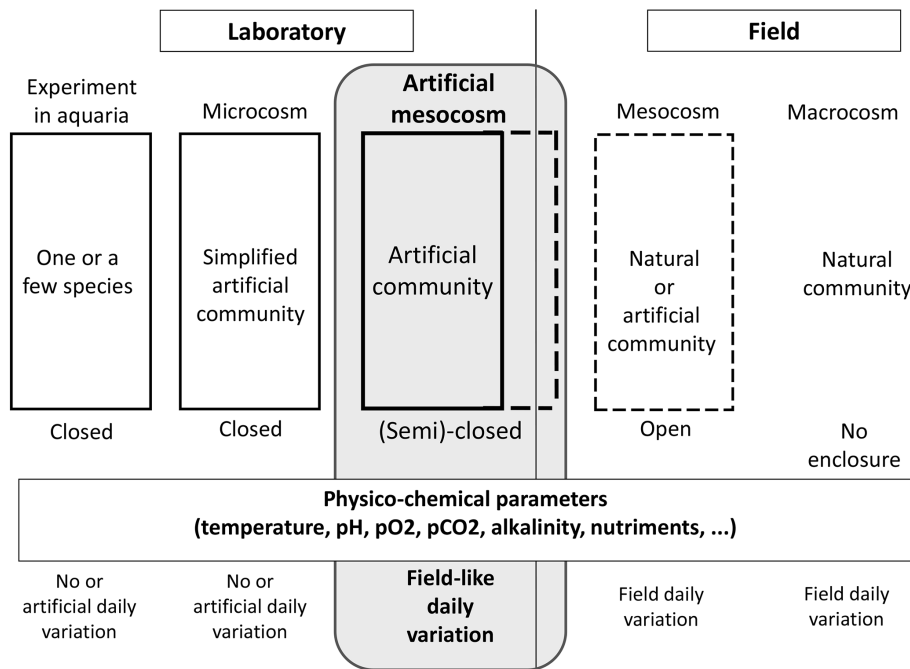 Laboratory
Field
Experiment
in aquaria
Microcosm
Artificial
mesocosm
Mesocosm
Macrocosm
One or a
few species
Simplified
artificial
community
Artificial
community
Natural
or
artificial
community
Natural
community
Closed
Closed
(Semi)-closed
Open
No
enclosure
Physico-chemical parameters
(temperature, pH, pO2, pCO2, alkalinity, nutriments, ...)
No or
artificial daily
variation
No or
artificial daily
variation
Field-like
daily
variation
Field daily
variation
Field daily
variation